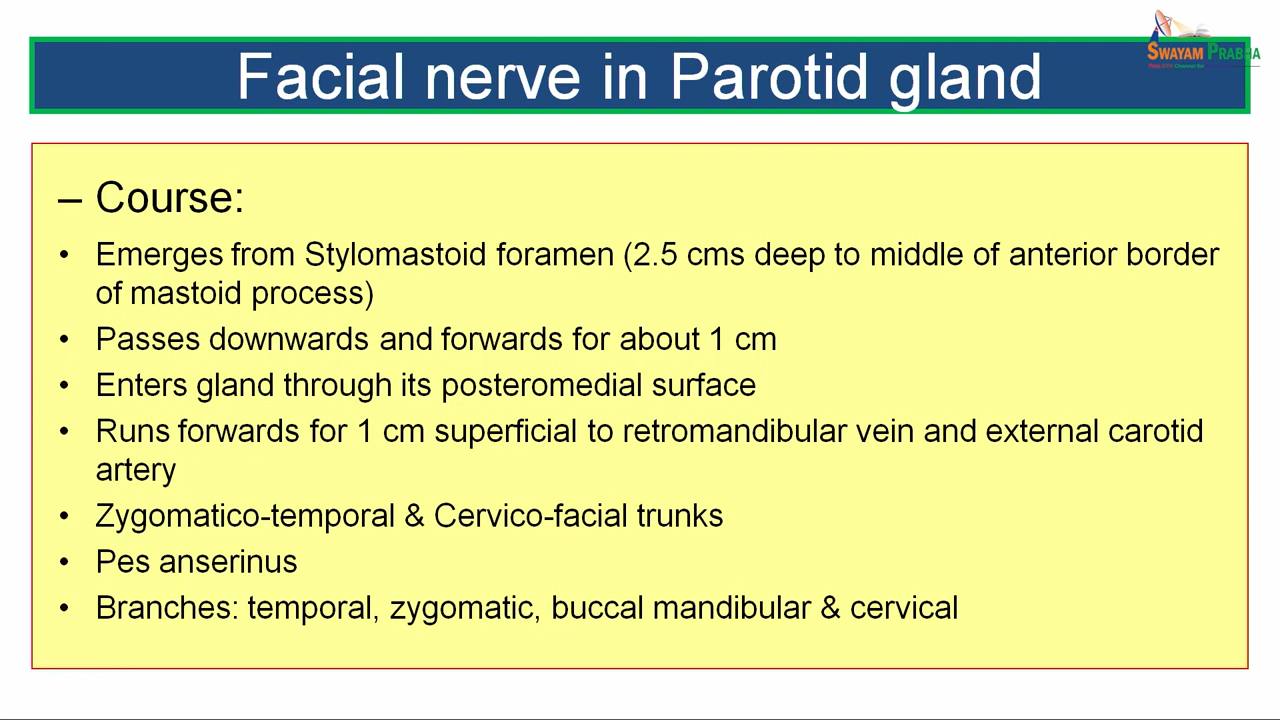 SWAYAM PRABHA
Facial nerve in Parotid gland
– Course:
• Emerges from Stylomastoid foramen (2.5 cms deep to middle of anterior border
of mastoid process)
• Passes downwards and forwards for about 1 cm
• Enters gland through its posteromedial surface
• Runs forwards for 1 cm superficial to retromandibular vein and external carotid
artery
• Zygomatico-temporal & Cervico-facial trunks
• Pes anserinus
• Branches: temporal, zygomatic, buccal mandibular & cervical